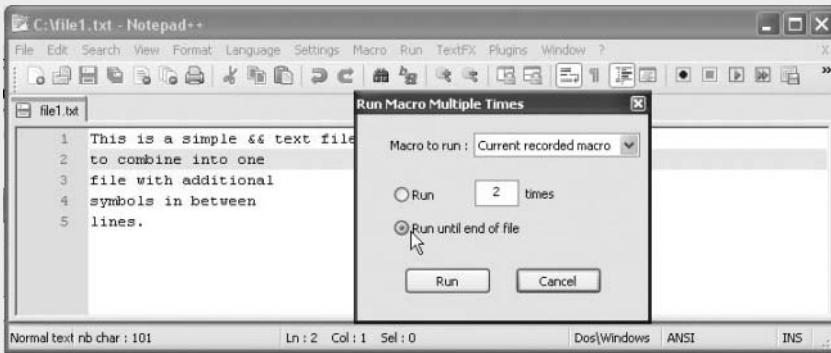 C:\file1.txt - Notepad++
File Edit Search View Format Language Settings Macro Run TextFX Plugins Window ? X
file1.txt
1 This is a simple && text file
2 to combine into one
3 file with additional
4 symbols in between
5 lines.
Run Macro Multiple Times
Macro to run : Current recorded macro
Run 2 times
Run until end of file
Run Cancel
Normal text nb char : 101 Ln : 2 Col : 1 Sel : 0 Dos\Windows ANSI INS